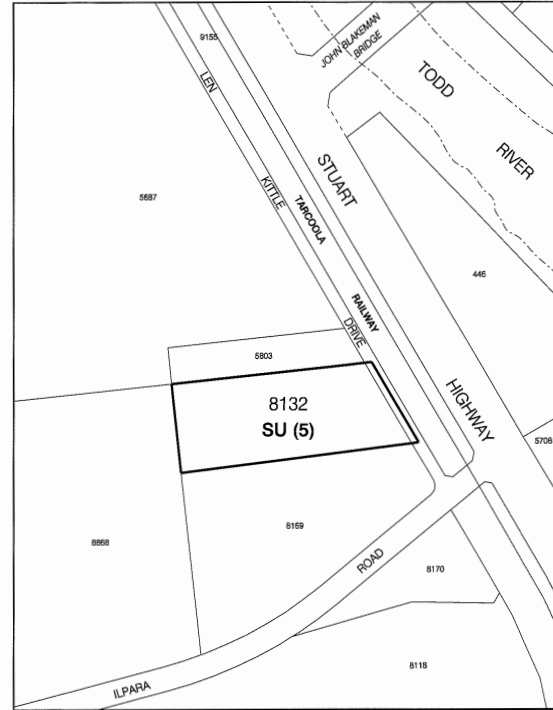 9155
JOHN BLAKEMAN
BRIDGE
TODD
RIVER
LEN
KITTLE
DRIVE
STUART
HIGHWAY
TARCOOLA
RAILWAY
5687
446
5803
8132
SU (5)
5708
8169
8868
ROAD
8170
ILPARA
8118